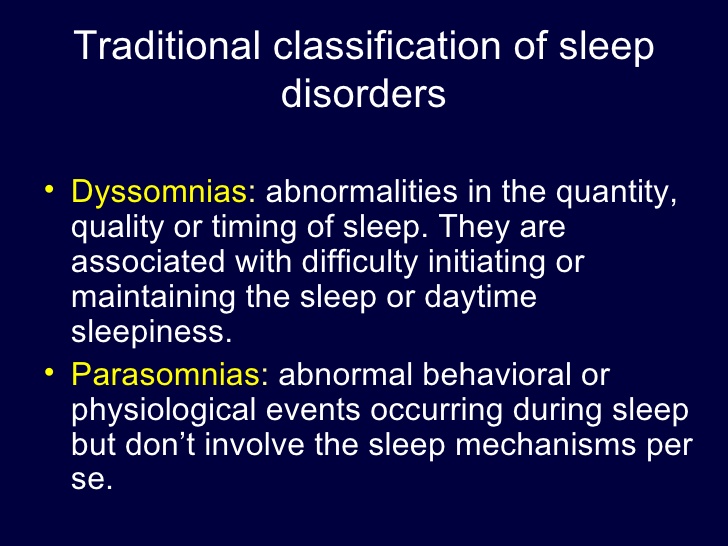 Traditional classification of sleep
disorders
• Dyssomnias: abnormalities in the quantity,
quality or timing of sleep. They are
associated with difficulty initiating or
maintaining the sleep or daytime
sleepiness.
• Parasomnias: abnormal behavioral or
physiological events occurring during sleep
but don’t involve the sleep mechanisms per
se.